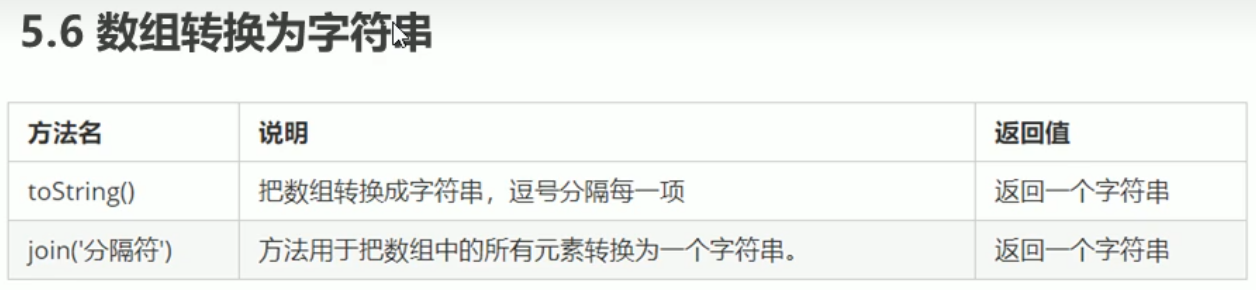 5.6 数组转换为字符串
方法名 说明 返回值
toString() 把数组转换成字符串，逗号分隔每一项 返回一个字符串
join('分隔符') 方法用于把数组中的所有元素转换为一个字符串。 返回一个字符串